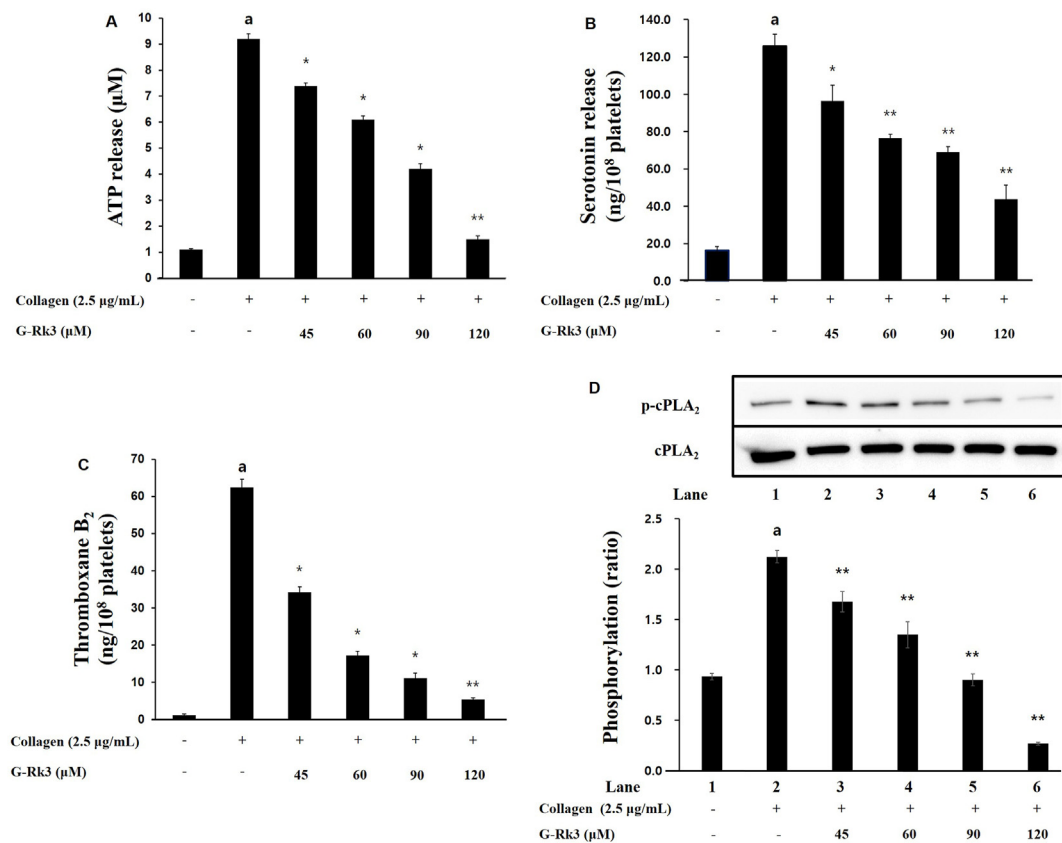 A
ATP release (µM)
10
9
8
7
6
5
4
3
2
1
0
a
*
*
*
**
Collagen (2.5 µg/mL) - + + + + +
G-Rk3 (µM) - - 45 60 90 120
B
Serotonin release
(ng/10⁸ platelets)
140.0
120.0
100.0
80.0
60.0
40.0
20.0
0.0
a
*
**
**
**
Collagen (2.5 µg/mL) - + + + + +
G-Rk3 (µM) - - 45 60 90 120
C
Thromboxane B₂
(ng/10⁸ platelets)
70
60
50
40
30
20
10
0
a
*
*
*
**
Collagen (2.5 µg/mL) - + + + + +
G-Rk3 (µM) - - 45 60 90 120
D
p-cPLA₂
cPLA₂
Lane 1 2 3 4 5 6
Phosphorylation (ratio)
2.5
2.0
1.5
1.0
0.5
0.0
a
**
**
**
**
Lane 1 2 3 4 5 6
Collagen (2.5 µg/mL) - + + + + +
G-Rk3 (µM) - - 45 60 90 120